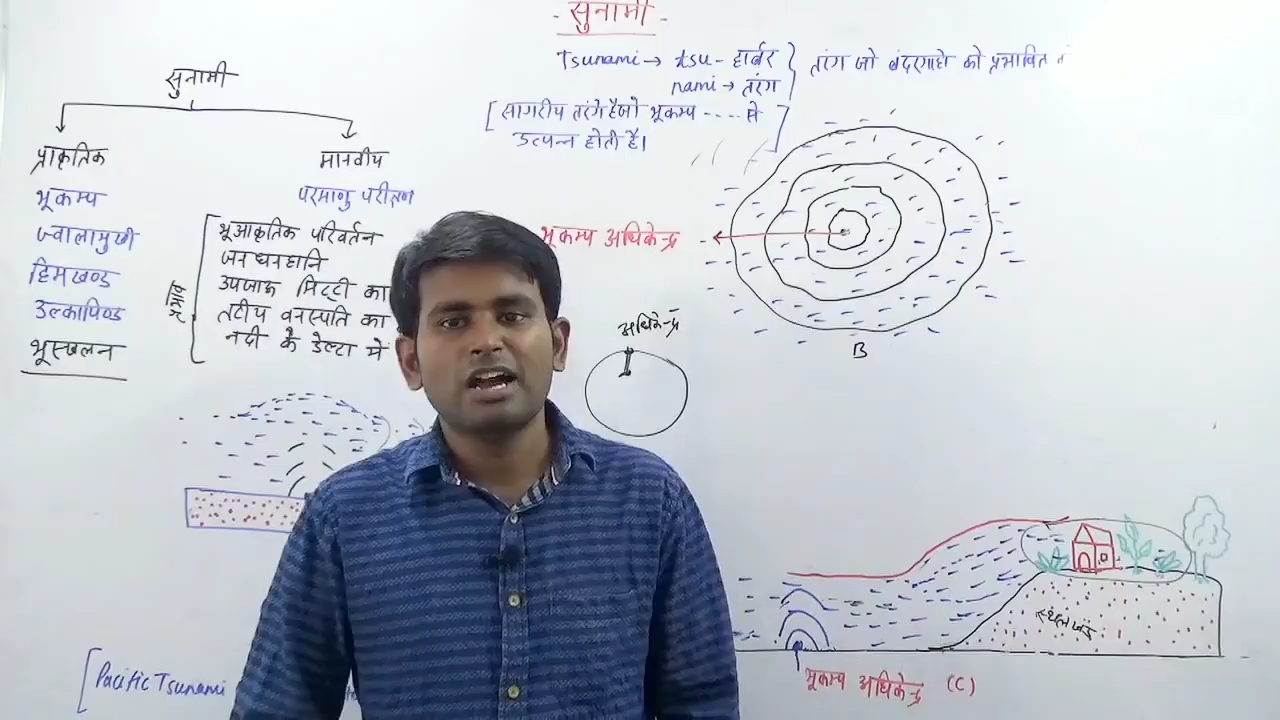 - सुनामी -
Tsunami → tsu - हार्बर
nami → तरंग
तरंग जो बंदरगाहो को प्रभावित
[सागरीय तरंगे है जो भूकम्प ---- से
उत्पन्न होती है। ]
सुनामी
प्राकृतिक
मानवीय
भूकम्प
ज्वालामुखी
हिमखण्ड
उल्कापिण्ड
भूस्खलन
परमाणु परीक्षण
भूआकृतिक परिवर्तन
जन धन हानि
उपजाऊ मिट्टी का
तटीय वनस्पति का
नदी के डेल्टा में
भूकम्प अधिकेन्द्र
B
अधिकेन्द्र
स्थलखंड
भूकम्प अधिकेन्द्र (C)
[Pacific Tsunami